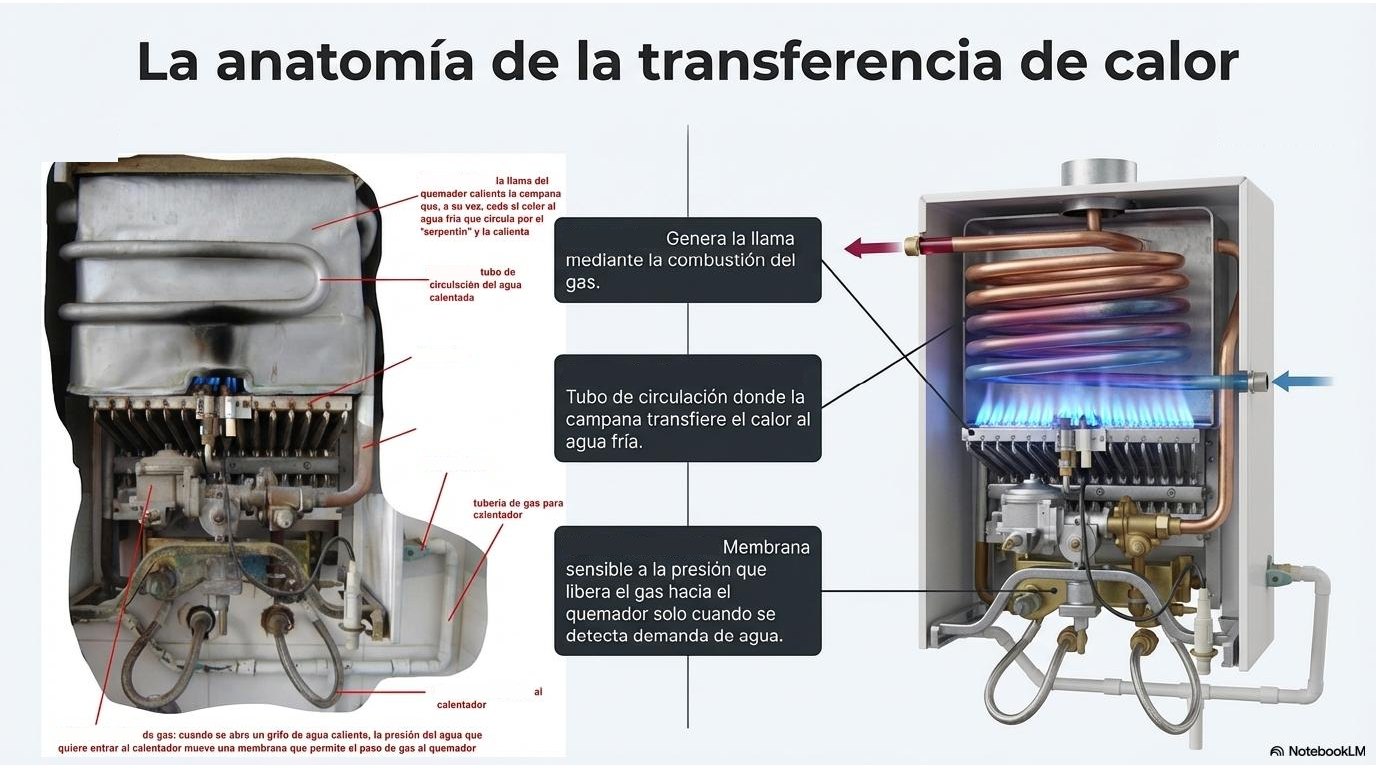 La anatomía de la transferencia de calor
la llams del
quemader calients la campana
qus, a su vez, ceds sl celer al
agua fria que circula por el
"serpentin" y la calienta
tubo de
circulsción del agua
calentada
tuberia de gas para
cxlentador
al
calentador
ds gas: cuando se abrs un grifo de agua calients, la presión del agua que
quiere entrar al calentador mueve una membrana que permite el paso de gas al quemador
Genera la llama
mediante la combustión del
gas.
Tubo de circulación donde la
campana transfiere el calor al
agua fría.
Membrana
sensible a la presión que
libera el gas hacia el
quemador solo cuando se
detecta demanda de agua.
NotebookLM